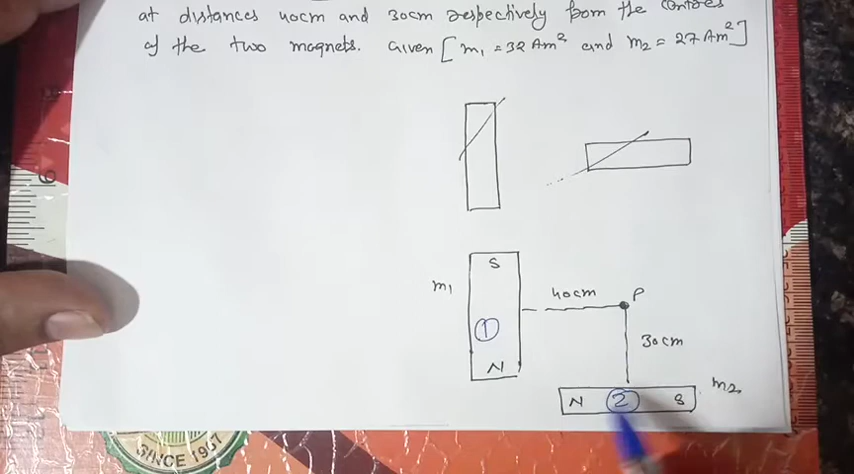 at distances 40cm and 30cm respectively from the centres
of the two magnets. Given [m₁ = 32 Am² and m₂ = 27 Am²]
S
m₁
40cm
P
①
30cm
N
m₂
N ② S
SINCE 1957